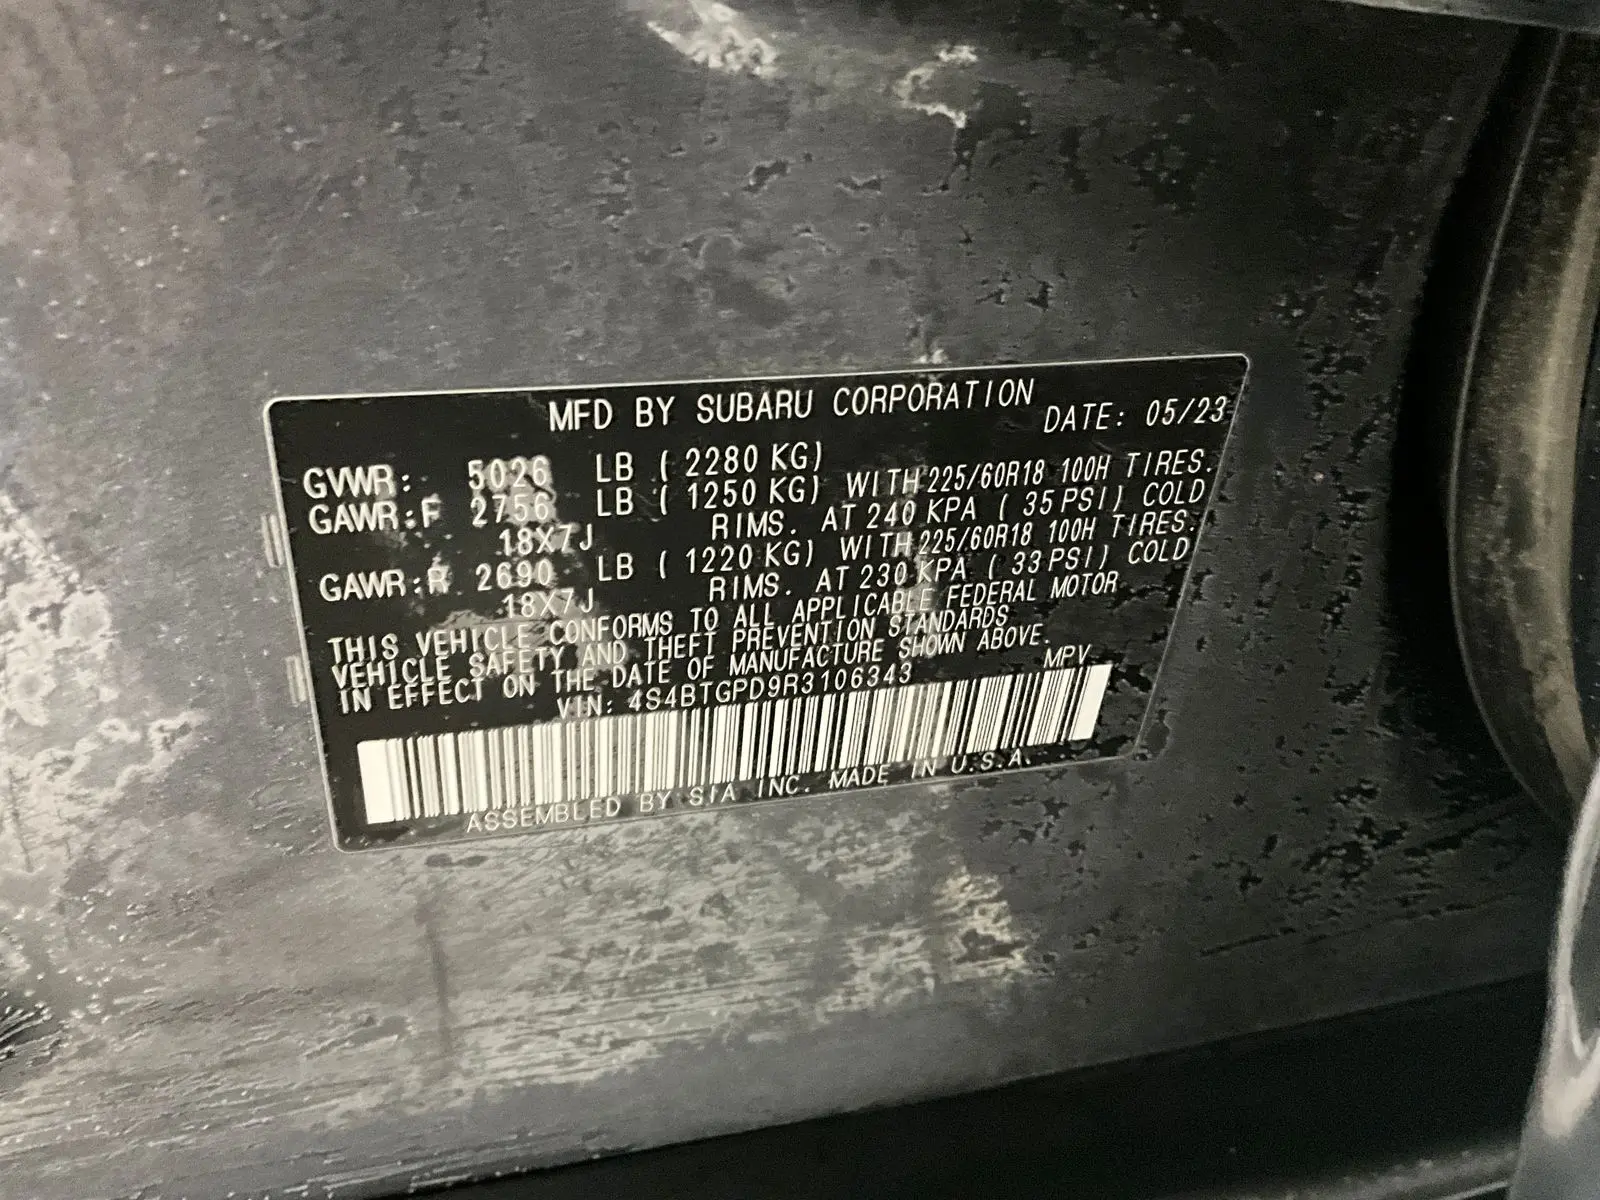 MFD BY SUBARU CORPORATION
DATE: 05/23
GVWR: 5026 LB ( 2280 KG)
GAWR:F 2756 LB ( 1250 KG) WITH 225/60R18 100H TIRES.
18X7J RIMS. AT 240 KPA ( 35 PSI) COLD
GAWR:R 2690 LB ( 1220 KG) WITH 225/60R18 100H TIRES.
18X7J RIMS. AT 230 KPA ( 33 PSI) COLD
THIS VEHICLE CONFORMS TO ALL APPLICABLE FEDERAL MOTOR
VEHICLE SAFETY AND THEFT PREVENTION STANDARDS
IN EFFECT ON THE DATE OF MANUFACTURE SHOWN ABOVE.
VIN: 4S4BTGPD9R3106343 MPV
ASSEMBLED BY SIA INC. MADE IN U.S.A.